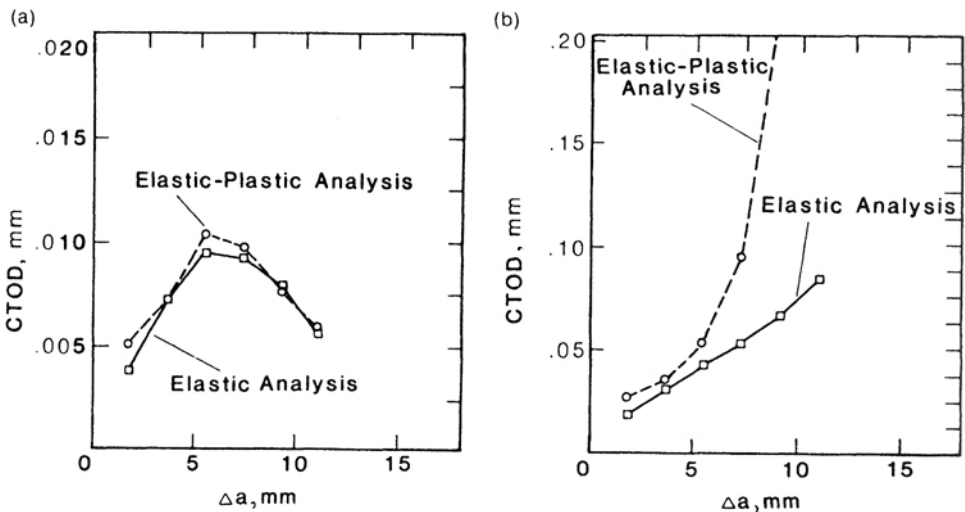 (a)
.020
.015
.010
.005
0
5
10
15
CTOD, mm
Δa,mm
Elastic-Plastic Analysis
Elastic Analysis
(b)
.20
.15
.10
.05
0
5
10
15
CTOD, mm
Δa,mm
Elastic-Plastic
Analysis
Elastic Analysis